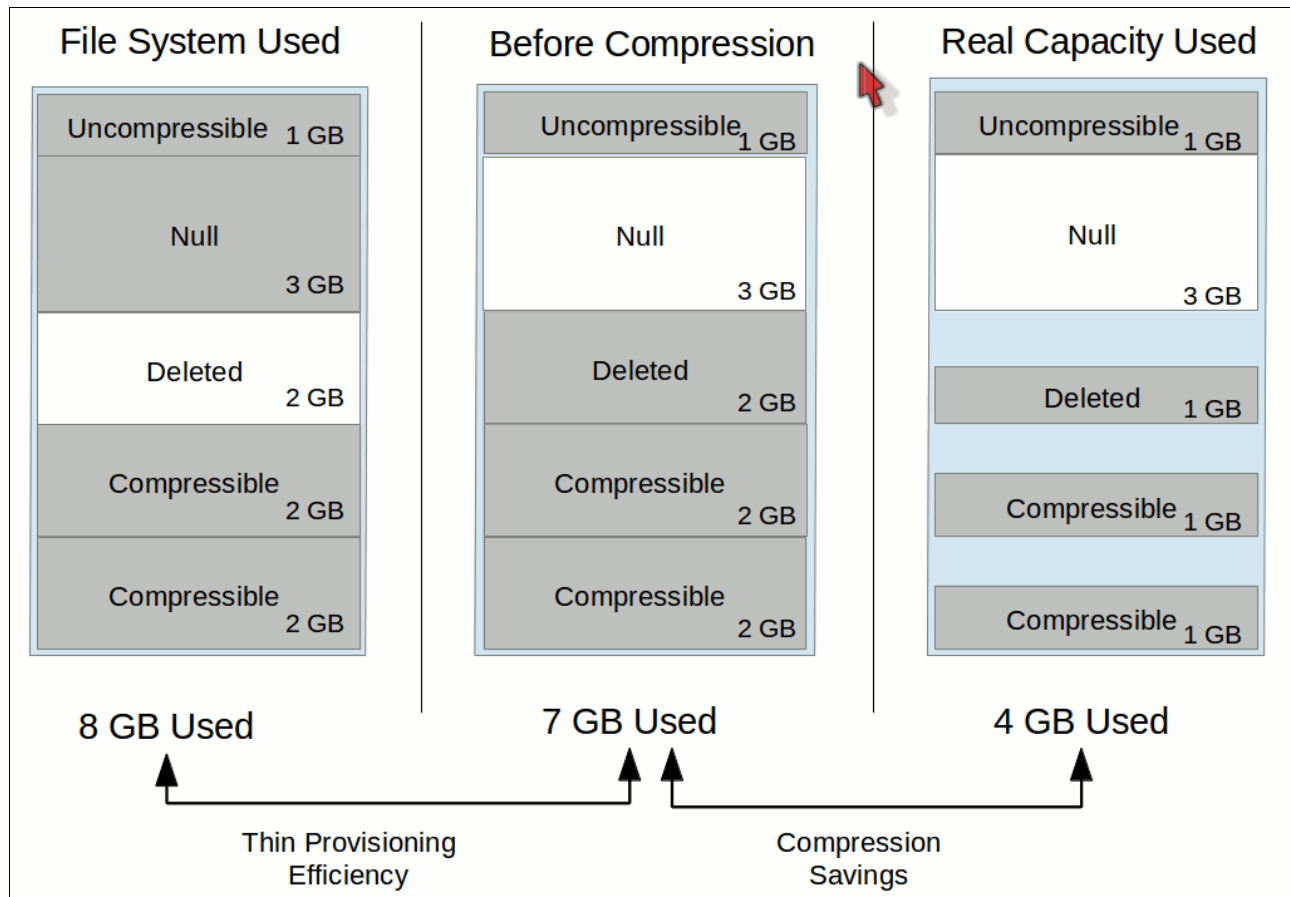 File System Used
Uncompressible 1 GB
Null
3 GB
Deleted
2 GB
Compressible
2 GB
Compressible
2 GB
8 GB Used
Before Compression
Uncompressible
1 GB
Null
3 GB
Deleted
2 GB
Compressible
2 GB
Compressible
2 GB
7 GB Used
Real Capacity Used
Uncompressible
1 GB
Null
3 GB
Deleted
1 GB
Compressible
1 GB
Compressible
1 GB
4 GB Used
Thin Provisioning
Efficiency
Compression
Savings